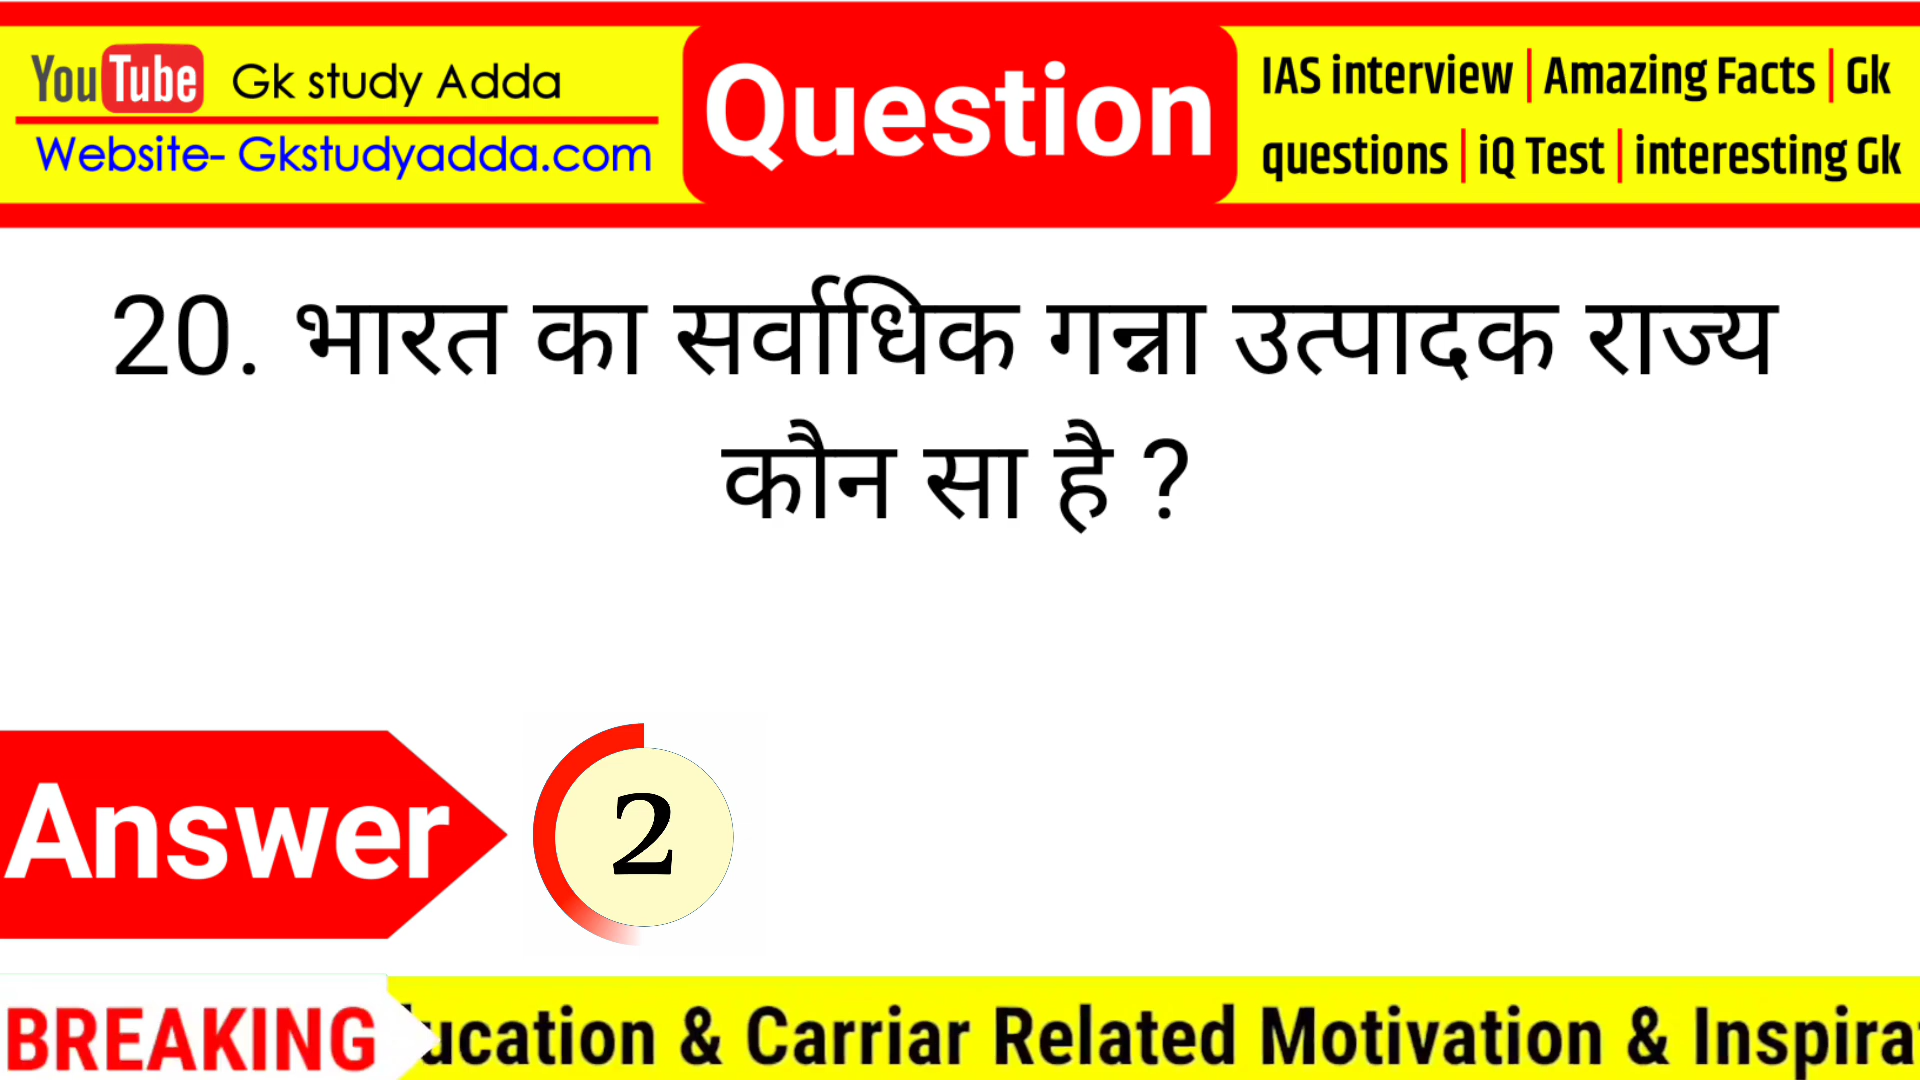 YouTube Gk study Adda
Website- Gkstudyadda.com
Question
IAS interview | Amazing Facts | Gk
questions | iQ Test | interesting Gk
20. भारत का सर्वाधिक गन्ना उत्पादक राज्य
कौन सा है ?
Answer
2
BREAKING ucation & Carriar Related Motivation & Inspira